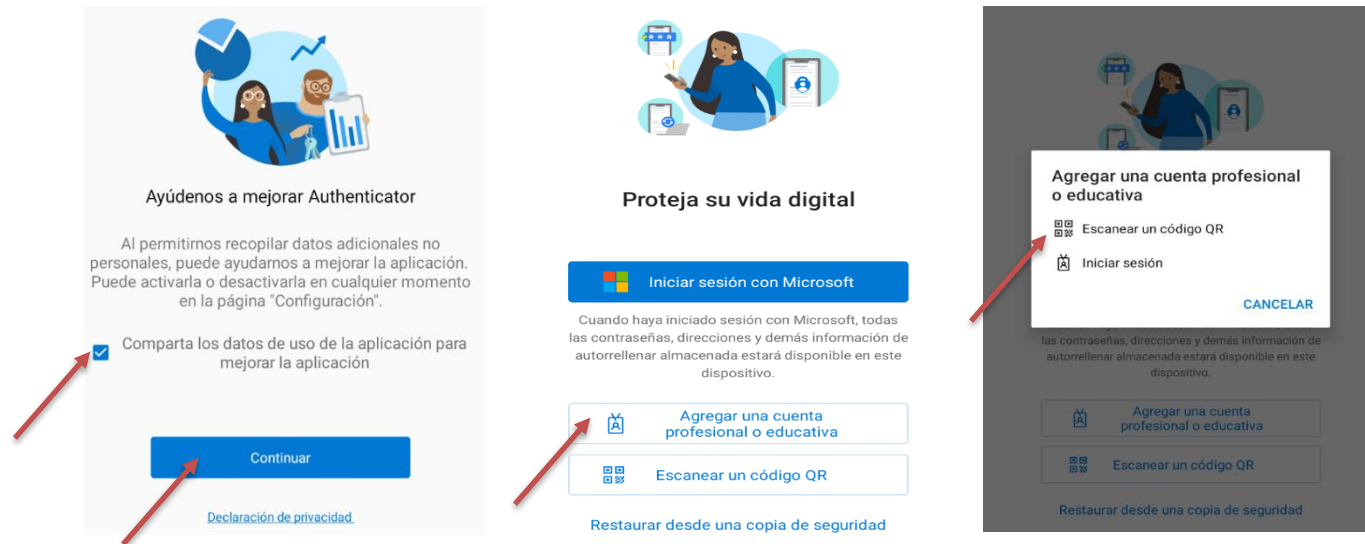 Ayúdenos a mejorar Authenticator
Al permitirnos recopilar datos adicionales no
personales, puede ayudarnos a mejorar la aplicación.
Puede activarla o desactivarla en cualquier momento
en la página "Configuración".
Comparta los datos de uso de la aplicación para
mejorar la aplicación
Continuar
Declaración de privacidad
Proteja su vida digital
Iniciar sesión con Microsoft
Cuando haya iniciado sesión con Microsoft, todas
las contraseñas, direcciones y demás información de
autorrellenar almacenada estará disponible en este
dispositivo.
Agregar una cuenta
profesional o educativa
Escanear un código QR
Restaurar desde una copia de seguridad
Agregar una cuenta profesional
o educativa
Escanear un código QR
Iniciar sesión
CANCELAR
las contraseñas, direcciones y demás información de
autorrellenar almacenada estará disponible en este
dispositivo.
Agregar una cuenta
profesional o educativa
Escanear un código QR
Restaurar desde una copia de seguridad